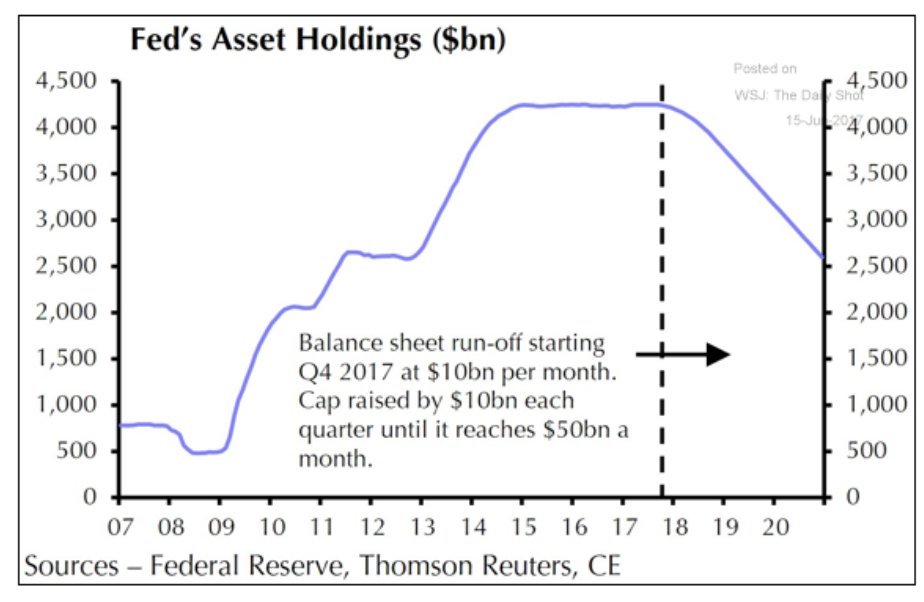 Fed's Asset Holdings ($bn)
Posted on
WSJ: The Daily Shot
15-Jun-2017
4,500
4,000
3,500
3,000
2,500
2,000
1,500
1,000
500
0
4,500
4,000
3,500
3,000
2,500
2,000
1,500
1,000
500
0
Balance sheet run-off starting
Q4 2017 at $10bn per month.
Cap raised by $10bn each
quarter until it reaches $50bn a
month.
07 08 09 10 11 12 13 14 15 16 17 18 19 20
Sources – Federal Reserve, Thomson Reuters, CE